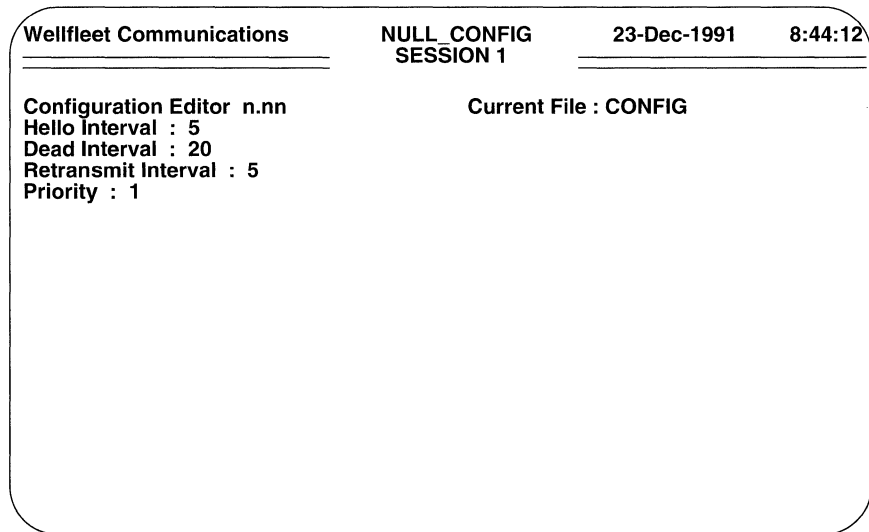 Wellfleet Communications NULL_CONFIG 23-Dec-1991 8:44:12
SESSION 1
Configuration Editor n.nn Current File : CONFIG
Hello Interval : 5
Dead Interval : 20
Retransmit Interval : 5
Priority : 1